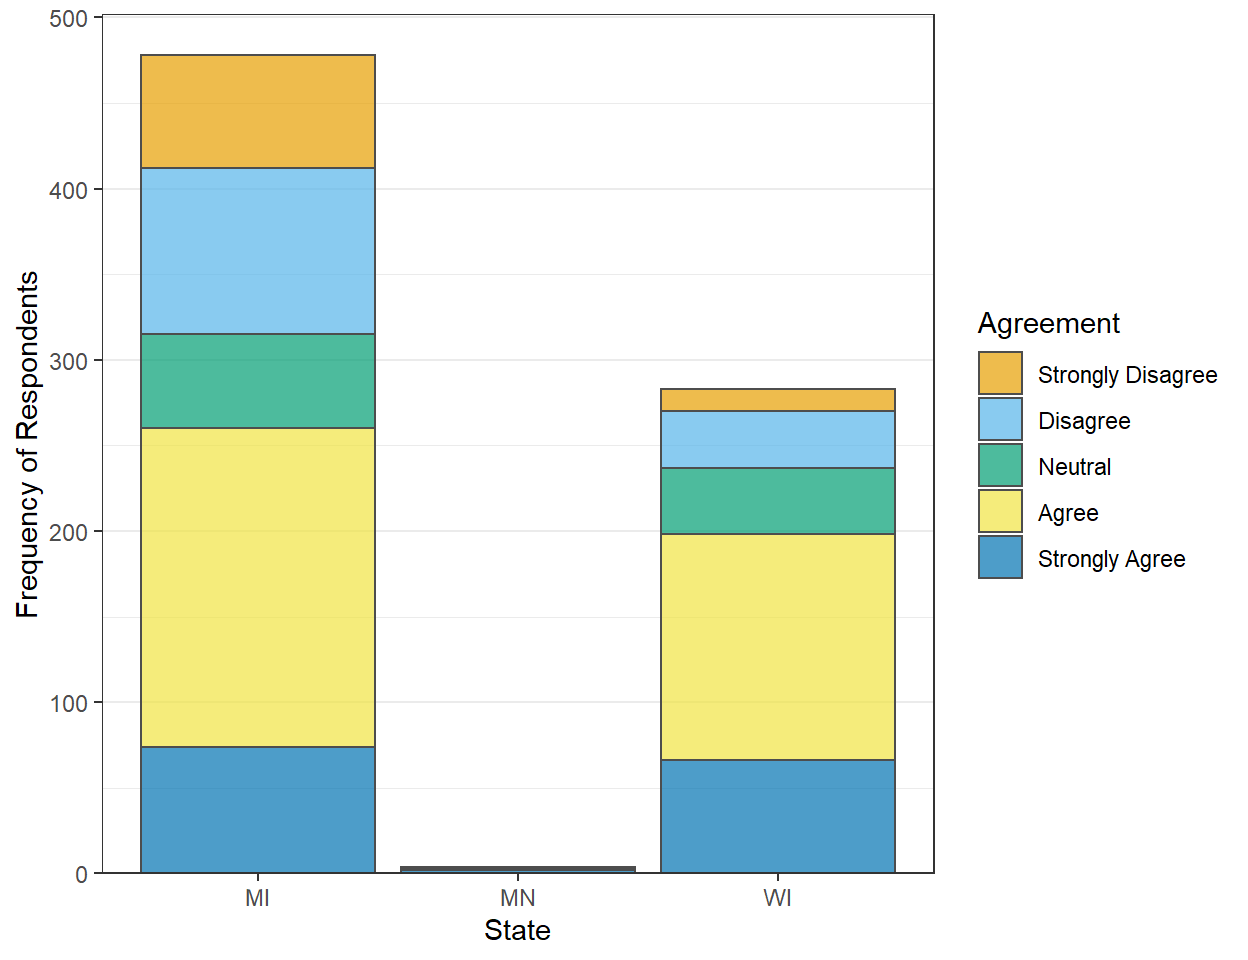 500
400
300
200
100
0
Frequency of Respondents
MI
MN
WI
State
Agreement
Strongly Disagree
Disagree
Neutral
Agree
Strongly Agree